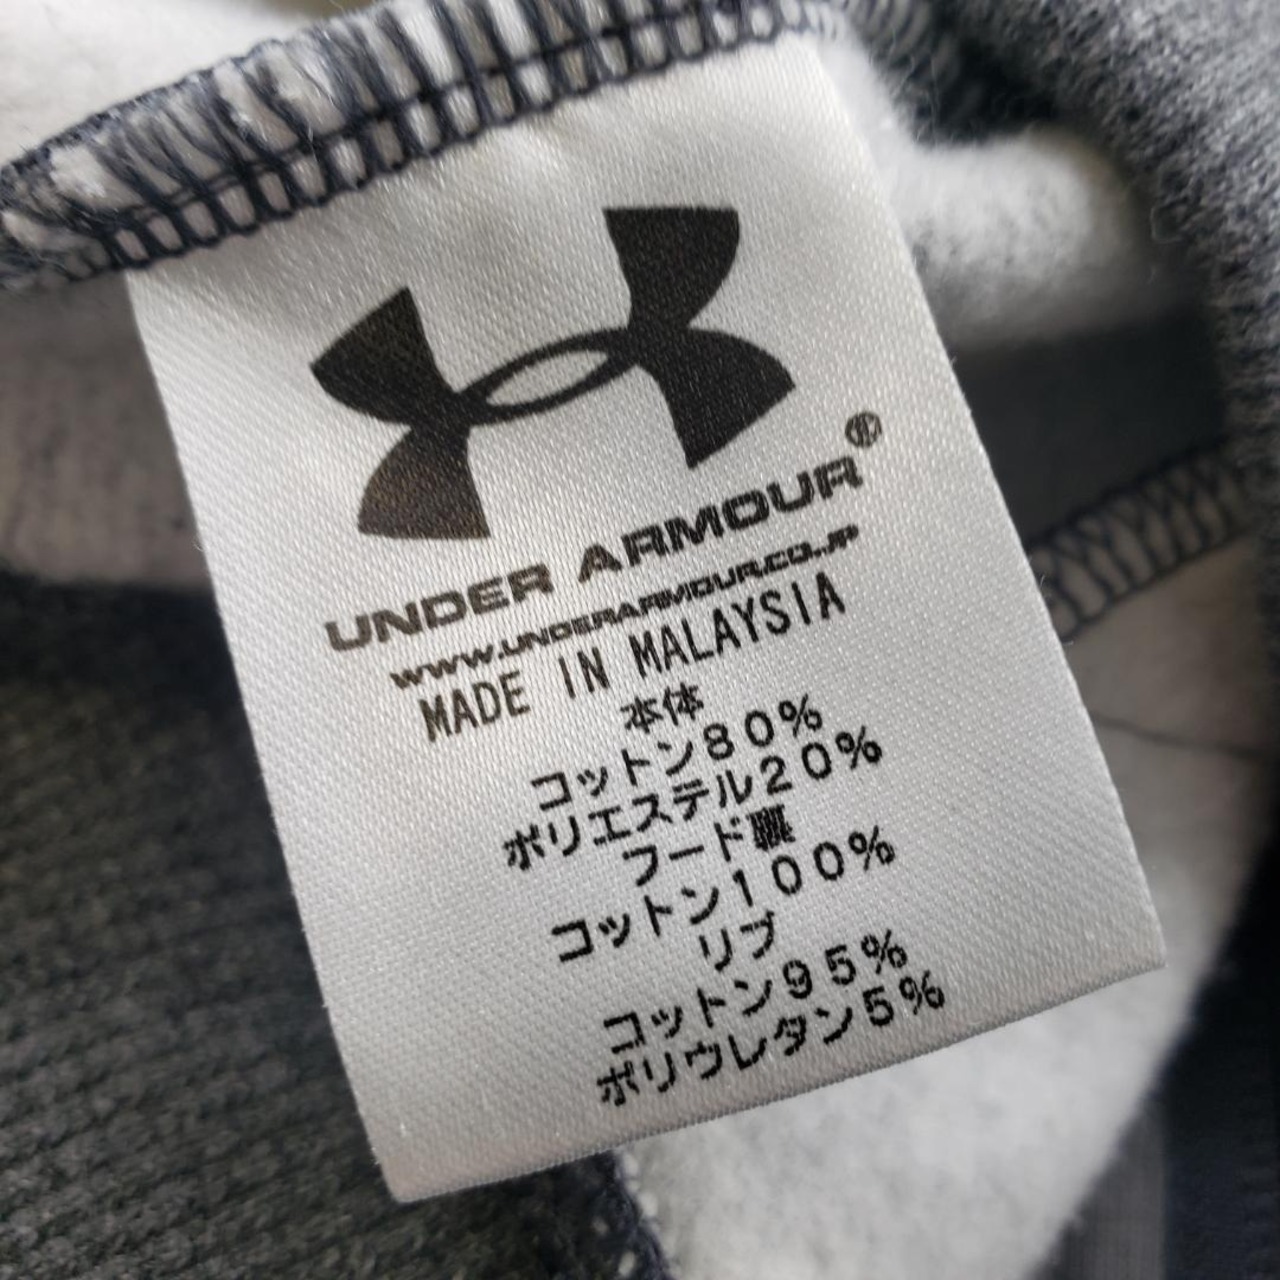 UNDER ARMOUR®
WWW.UNDERARMOUR.CO.JP
MADE IN MALAYSIA
本体
コットン80%
ポリエステル20%
フード裏
コットン100%
リブ
コットン95%
ポリウレタン5%